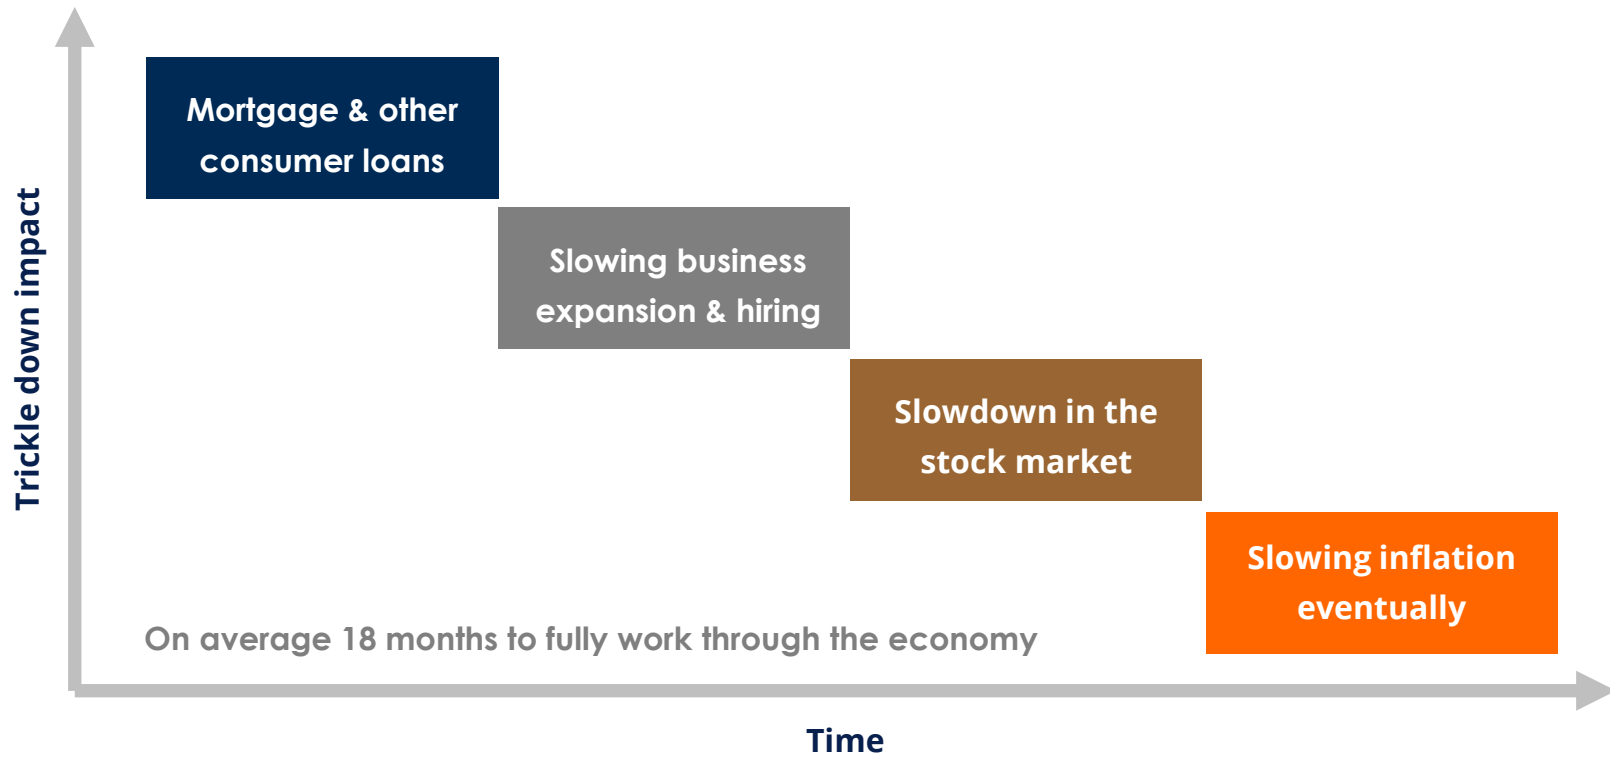 Mortgage & other
consumer loans
Slowing business
expansion & hiring
Slowdown in the
stock market
Slowing inflation
eventually
On average 18 months to fully work through the economy
Trickle down impact
Time